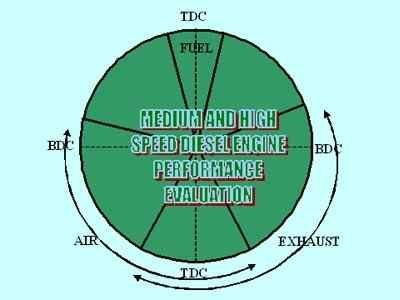 TDC
FUEL
MEDIUM AND HIGH
SPEED DIESEL ENGINE
PERFORMANCE
EVALUATION
BDC
BDC
AIR
EXHAUST
TDC